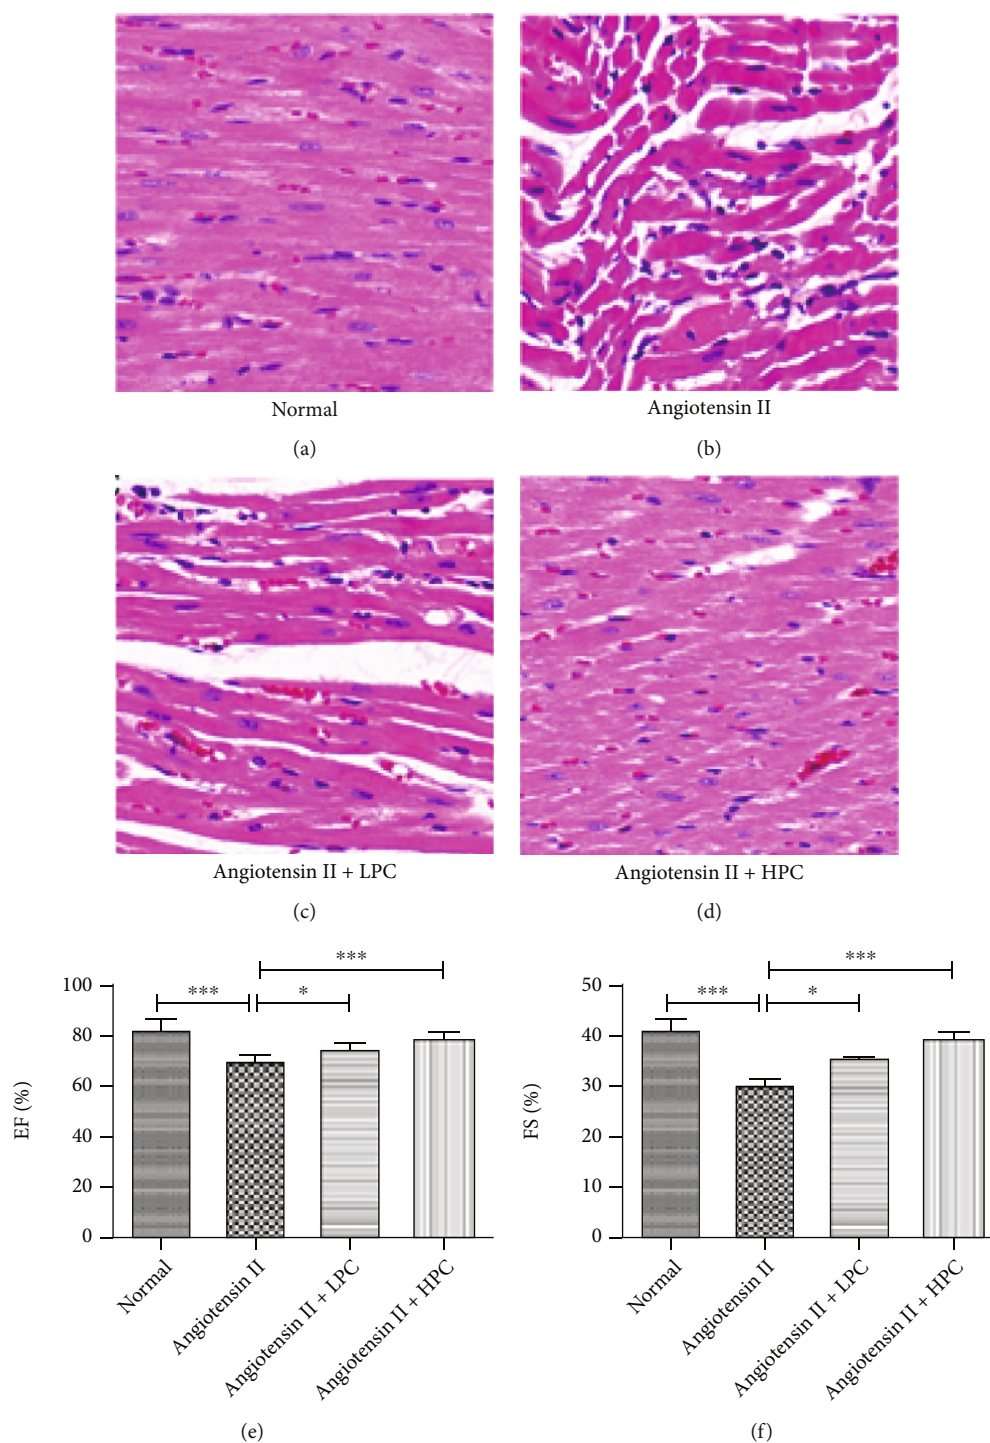 Normal
Angiotensin II
(a)
(b)
Angiotensin II + LPC
Angiotensin II + HPC
(c)
(d)
***
***
*
100
80
60
40
20
0
EF (%)
Normal
Angiotensin II
Angiotensin II + LPC
Angiotensin II + HPC
(e)
***
***
*
50
40
30
20
10
0
FS (%)
Normal
Angiotensin II
Angiotensin II + LPC
Angiotensin II + HPC
(f)